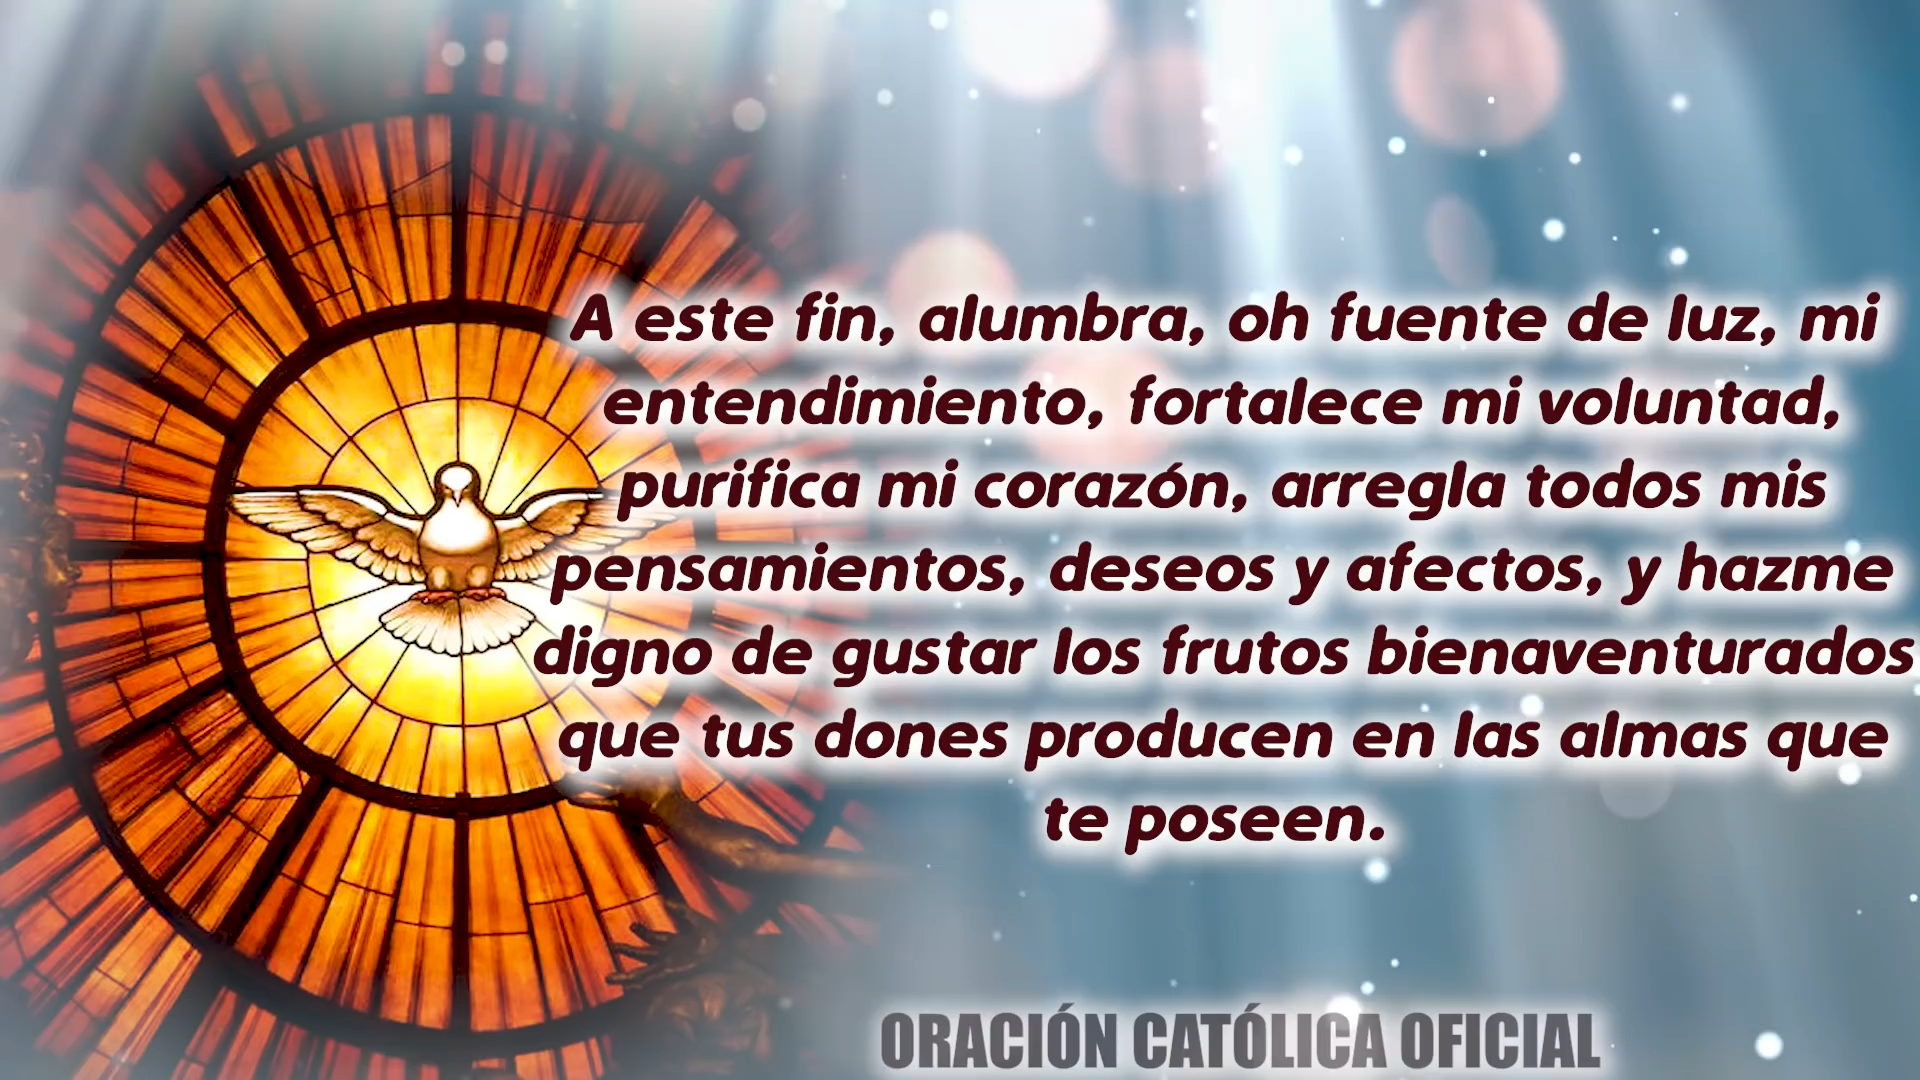 A este fin, alumbra, oh fuente de luz, mi
entendimiento, fortalece mi voluntad,
purifica mi corazón, arregla todos mis
pensamientos, deseos y afectos, y hazme
digno de gustar los frutos bienaventurados
que tus dones producen en las almas que
te poseen.
ORACIÓN CATÓLICA OFICIAL